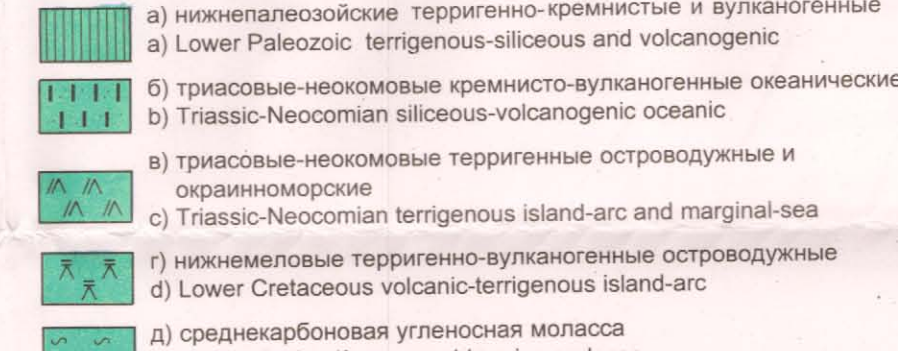 а) нижнепалеозойские терригенно-кремнистые и вулканогенные
a) Lower Paleozoic terrigenous-siliceous and volcanogenic
б) триасовые-неокомовые кремнисто-вулканогенные океанические
b) Triassic-Neocomian siliceous-volcanogenic oceanic
в) триасовые-неокомовые терригенные островодужные и
окраинноморские
c) Triassic-Neocomian terrigenous island-arc and marginal-sea
г) нижнемеловые терригенно-вулканогенные островодужные
d) Lower Cretaceous volcanic-terrigenous island-arc
д) среднекарбоновая угленосная моласса